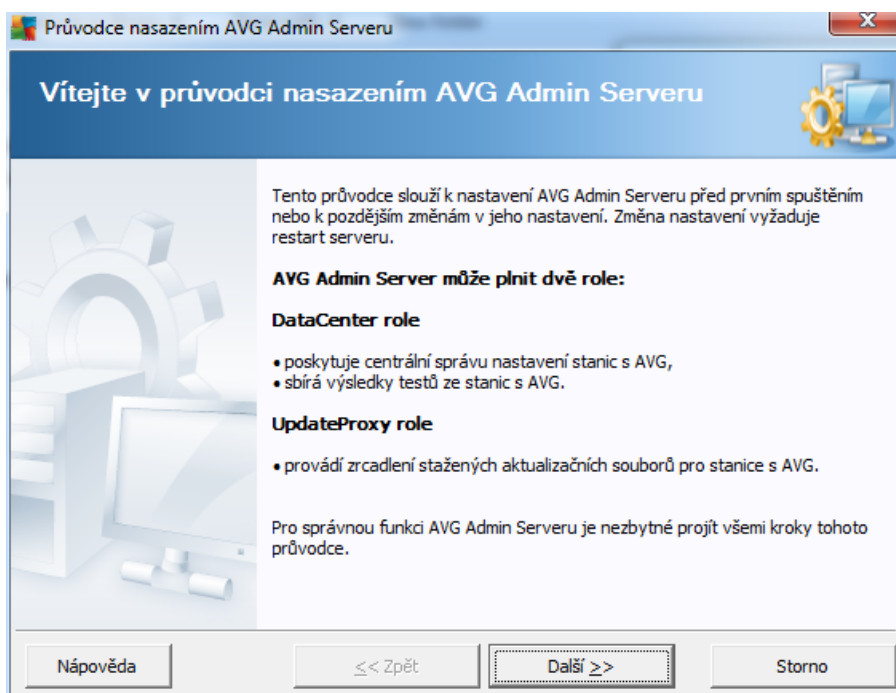 Průvodce nasazením AVG Admin Serveru
Vítejte v průvodci nasazením AVG Admin Serveru
Tento průvodce slouží k nastavení AVG Admin Serveru před prvním spuštěním
nebo k pozdějším změnám v jeho nastavení. Změna nastavení vyžaduje
restart serveru.
AVG Admin Server může plnit dvě role:
DataCenter role
• poskytuje centrální správu nastavení stanic s AVG,
• sbírá výsledky testů ze stanic s AVG.
UpdateProxy role
• provádí zrcadlení stažených aktualizačních souborů pro stanice s AVG.
Pro správnou funkci AVG Admin Serveru je nezbytné projít všemi kroky tohoto
průvodce.
Nápověda
<< Zpět
Další >>
Storno